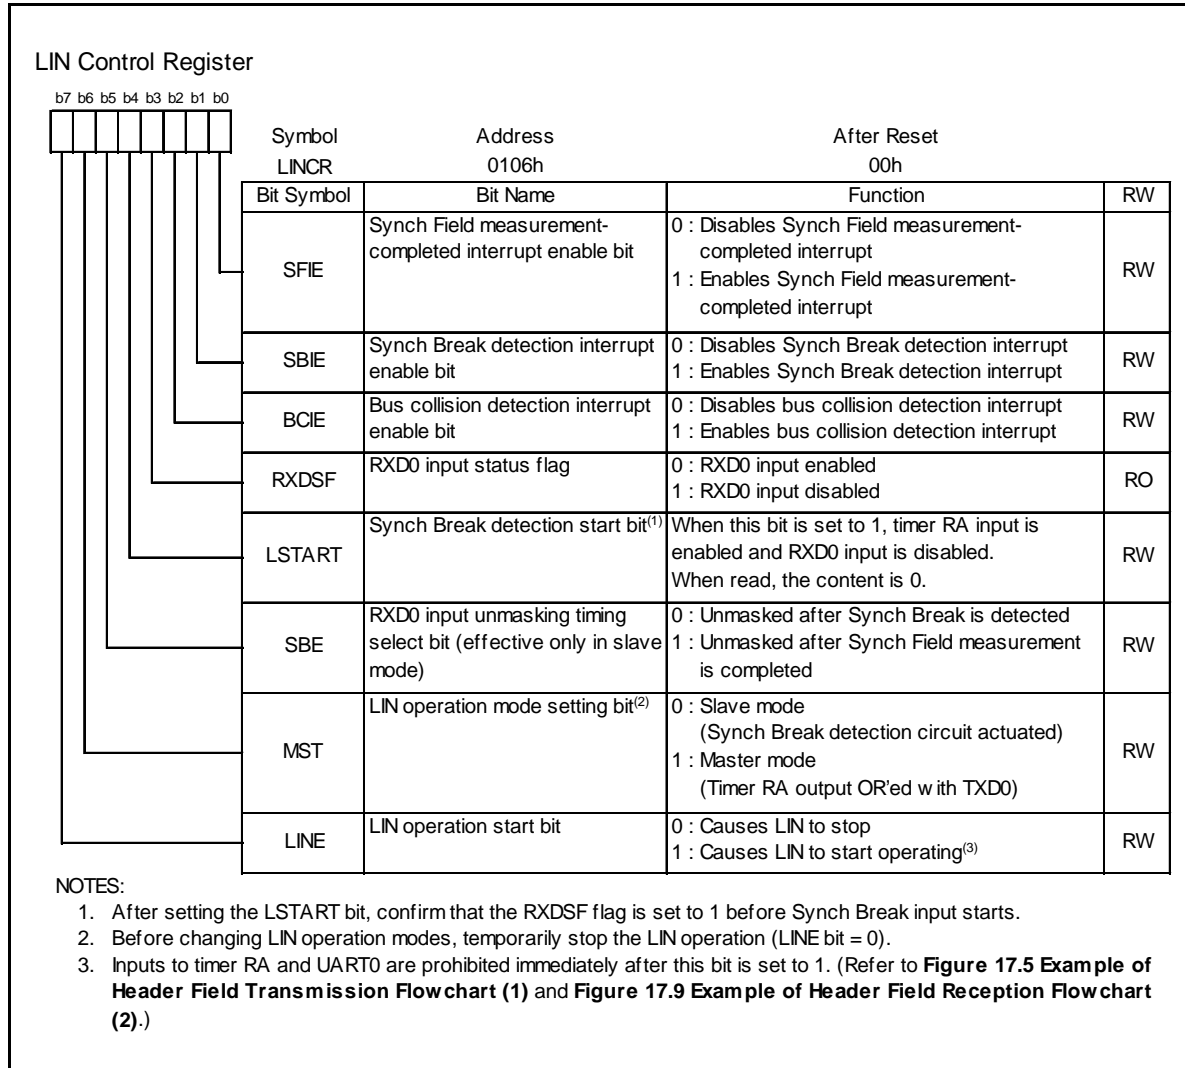 LIN Control Register
b7 b6 b5 b4 b3 b2 b1 b0
Symbol Address After Reset
LINCR 0106h 00h
Bit Symbol Bit Name Function RW
SFIE Synch Field measurement-
completed interrupt enable bit 0 : Disables Synch Field measurement-
completed interrupt
1 : Enables Synch Field measurement-
completed interrupt RW
SBIE Synch Break detection interrupt
enable bit 0 : Disables Synch Break detection interrupt
1 : Enables Synch Break detection interrupt RW
BCIE Bus collision detection interrupt
enable bit 0 : Disables bus collision detection interrupt
1 : Enables bus collision detection interrupt RW
RXDSF RXD0 input status flag 0 : RXD0 input enabled
1 : RXD0 input disabled RO
LSTART Synch Break detection start bit(1) When this bit is set to 1, timer RA input is
enabled and RXD0 input is disabled.
When read, the content is 0. RW
SBE RXD0 input unmasking timing
select bit (effective only in slave
mode) 0 : Unmasked after Synch Break is detected
1 : Unmasked after Synch Field measurement
is completed RW
MST LIN operation mode setting bit(2) 0 : Slave mode
(Synch Break detection circuit actuated)
1 : Master mode
(Timer RA output OR'ed with TXD0) RW
LINE LIN operation start bit 0 : Causes LIN to stop
1 : Causes LIN to start operating(3) RW
NOTES:
1. After setting the LSTART bit, confirm that the RXDSF flag is set to 1 before Synch Break input starts.
2. Before changing LIN operation modes, temporarily stop the LIN operation (LINE bit = 0).
3. Inputs to timer RA and UART0 are prohibited immediately after this bit is set to 1. (Refer to Figure 17.5 Example of
Header Field Transmission Flowchart (1) and Figure 17.9 Example of Header Field Reception Flowchart
(2).)